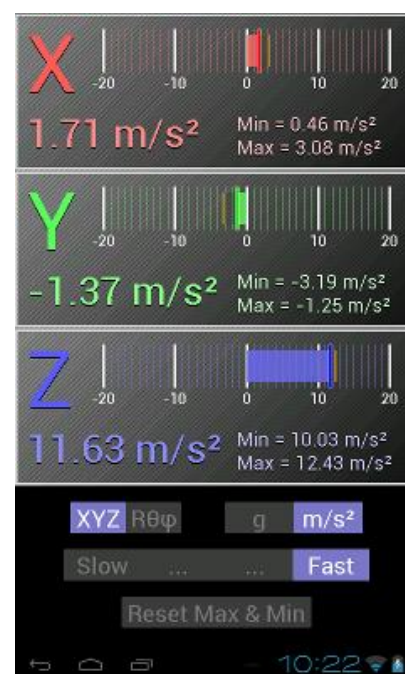 X
-20 -10 0 10 20
1.71 m/s²
Min = 0.46 m/s²
Max = 3.08 m/s²
Y
-20 -10 0 10 20
-1.37 m/s²
Min = -3.19 m/s²
Max = -1.25 m/s²
Z
-20 -10 0 10 20
11.63 m/s²
Min = 10.03 m/s²
Max = 12.43 m/s²
XYZ Rθφ g m/s²
Slow ... ... Fast
Reset Max & Min
10:22